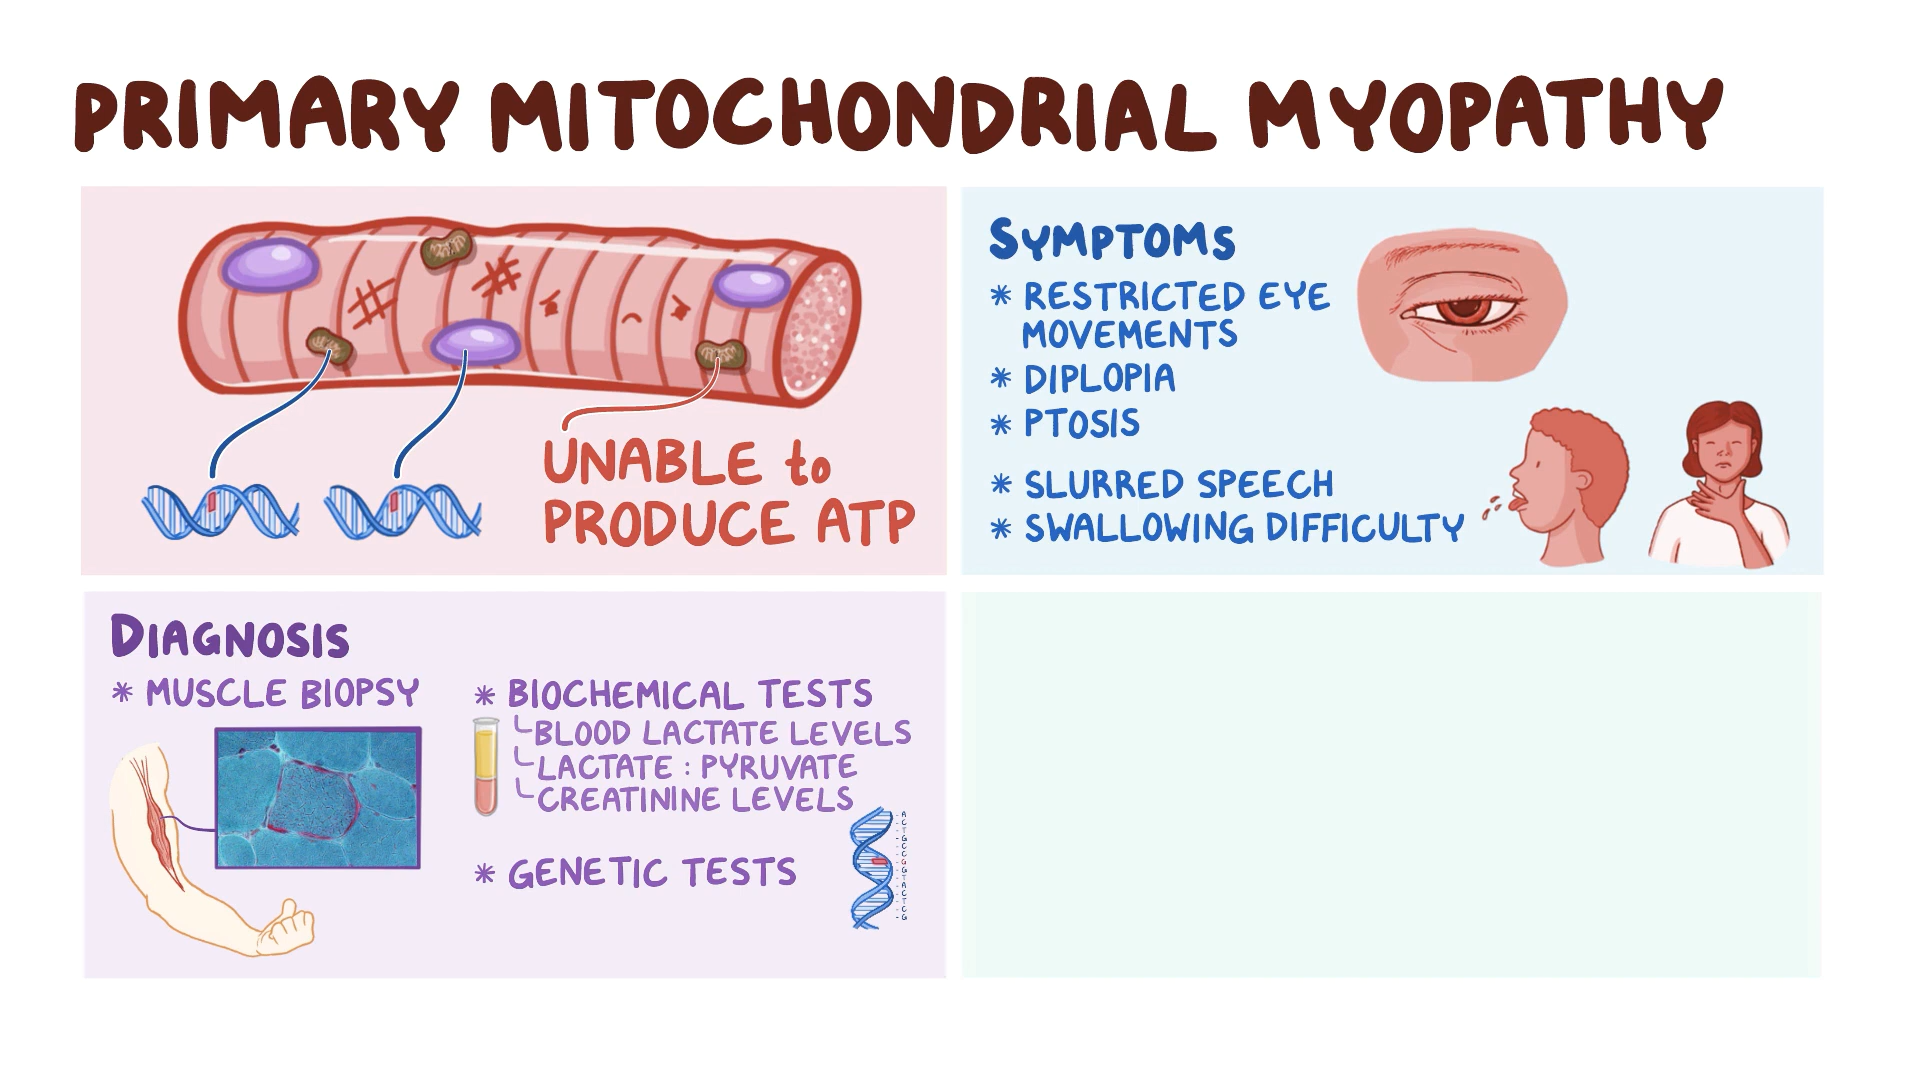 PRIMARY MITOCHONDRIAL MYOPATHY
UNABLE to
PRODUCE ATP
SYMPTOMS
* RESTRICTED EYE
MOVEMENTS
* DIPLOPIA
* PTOSIS
* SLURRED SPEECH
* SWALLOWING DIFFICULTY
DIAGNOSIS
* MUSCLE BIOPSY
* BIOCHEMICAL TESTS
BLOOD LACTATE LEVELS
LACTATE : PYRUVATE
CREATININE LEVELS
* GENETIC TESTS